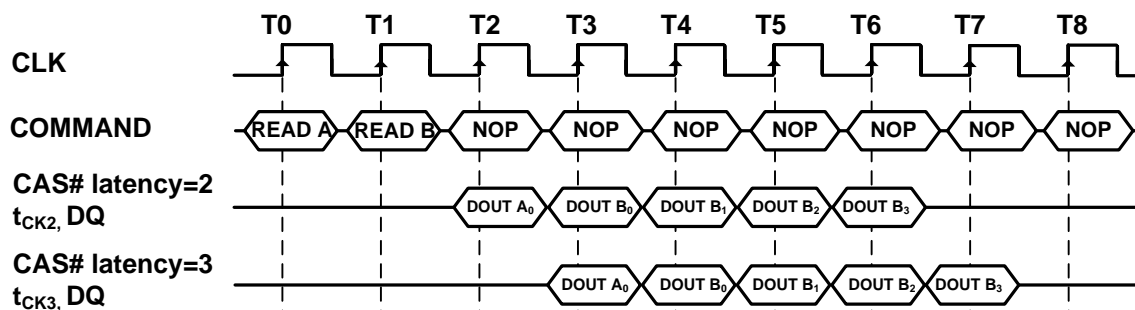 T0 T1 T2 T3 T4 T5 T6 T7 T8
CLK
COMMAND READ A READ B NOP NOP NOP NOP NOP NOP NOP
CAS# latency=2
tCK2, DQ DOUT A0 DOUT B0 DOUT B1 DOUT B2 DOUT B3
CAS# latency=3
tCK3, DQ DOUT A0 DOUT B0 DOUT B1 DOUT B2 DOUT B3